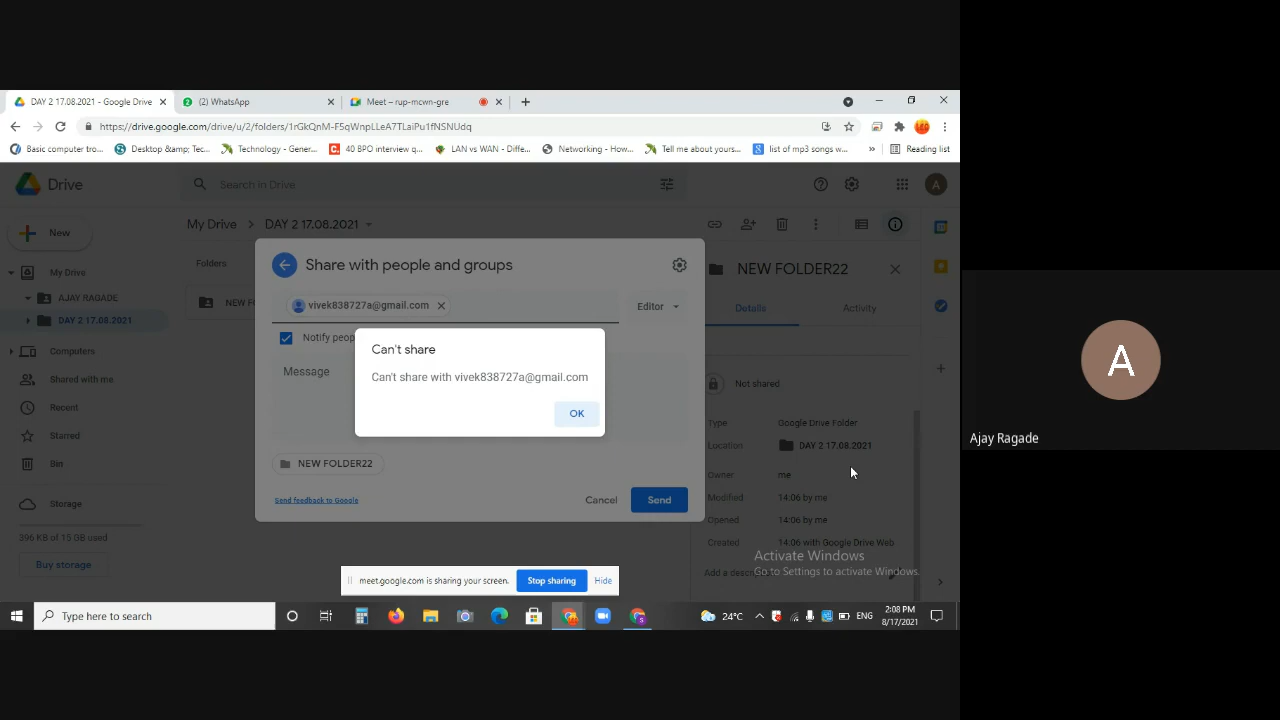 DAY 2 17.08.2021 - Google Drive
(2) WhatsApp
Meet – rup-mcwn-gre
https://drive.google.com/drive/u/2/folders/1rGkQnM-F5qWnpLLeA7TLaiPu1fNSNUdq
Basic computer tro...
Desktop &amp; Tec...
Technology - Gener...
40 BPO interview q...
LAN vs WAN - Diffe...
Networking - How...
Tell me about yours...
list of mp3 songs w...
»
Reading list
Drive
Search in Drive
A
New
My Drive
DAY 2 17.08.2021
Folders
NEW FO
My Drive
AJAY RAGADE
DAY 2 17.08.2021
Computers
Shared with me
Recent
Starred
Bin
Storage
396 KB of 15 GB used
Buy storage
Share with people and groups
vivek838727a@gmail.com
Editor
Notify peop
Message
Can't share
Can't share with vivek838727a@gmail.com
OK
NEW FOLDER22
Send feedback to Google
Cancel
Send
NEW FOLDER22
Details
Activity
Not shared
Type
Google Drive Folder
Location
DAY 2 17.08.2021
Owner
me
Modified
14:06 by me
Opened
14:06 by me
Created
14:06 with Google Drive Web
Add a des
Activate Windows
Go to Settings to activate Windows.
meet.google.com is sharing your screen.
Stop sharing
Hide
Type here to search
24°C
ENG
2:08 PM
8/17/2021
A
Ajay Ragade